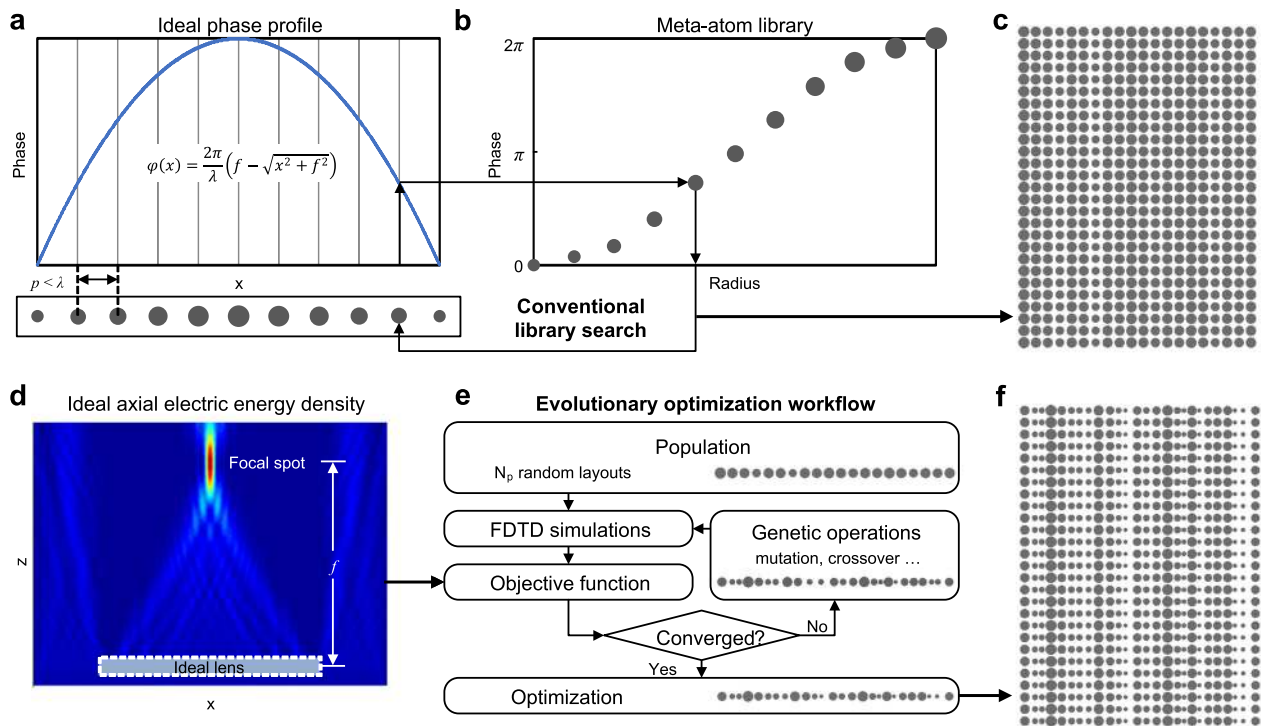 a
Ideal phase profile
Phase
φ(x) = 2π/λ (f − √(x² + f²))
p < λ
x
b
Meta-atom library
2π
π
0
Phase
Radius
Conventional
library search
c
d
Ideal axial electric energy density
Focal spot
f
Ideal lens
z
x
e
Evolutionary optimization workflow
Population
Nₚ random layouts
FDTD simulations
Genetic operations
mutation, crossover ...
Objective function
Converged?
No
Yes
Optimization
f